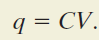 q = CV.